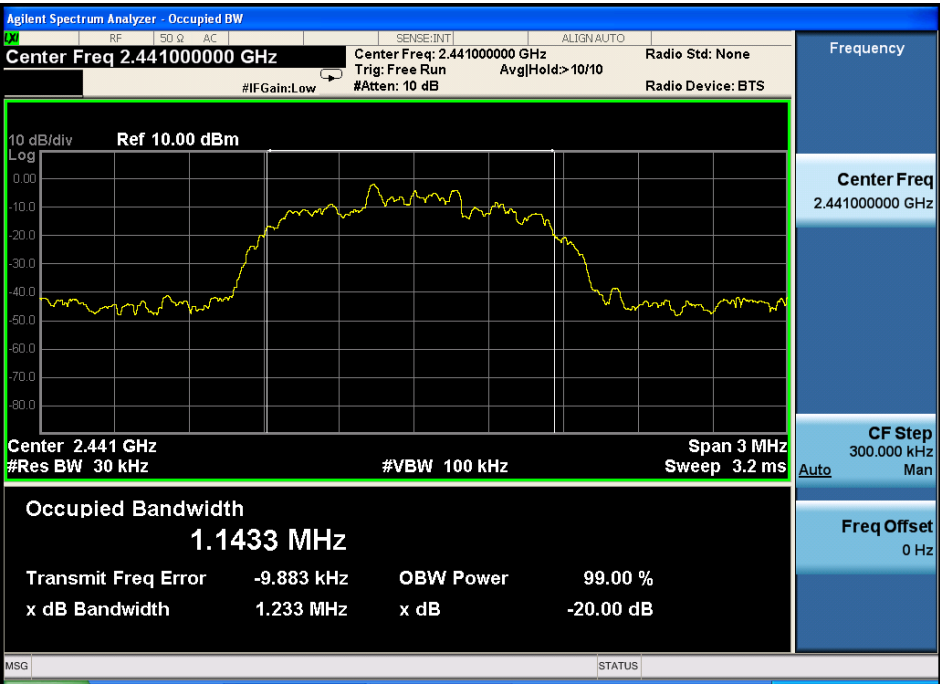 Agilent Spectrum Analyzer - Occupied BW
LXI RF 50 Ω AC SENSE:INT ALIGN AUTO
Center Freq 2.441000000 GHz
Center Freq: 2.441000000 GHz Radio Std: None
Trig: Free Run Avg|Hold:>10/10
#IFGain:Low #Atten: 10 dB Radio Device: BTS
10 dB/div Ref 10.00 dBm
Log
0.00
-10.0
-20.0
-30.0
-40.0
-50.0
-60.0
-70.0
-80.0
Center 2.441 GHz Span 3 MHz
#Res BW 30 kHz #VBW 100 kHz Sweep 3.2 ms
Occupied Bandwidth
1.1433 MHz
Transmit Freq Error -9.883 kHz OBW Power 99.00 %
x dB Bandwidth 1.233 MHz x dB -20.00 dB
MSG STATUS
Frequency
Center Freq
2.441000000 GHz
CF Step
300.000 kHz
Auto Man
Freq Offset
0 Hz